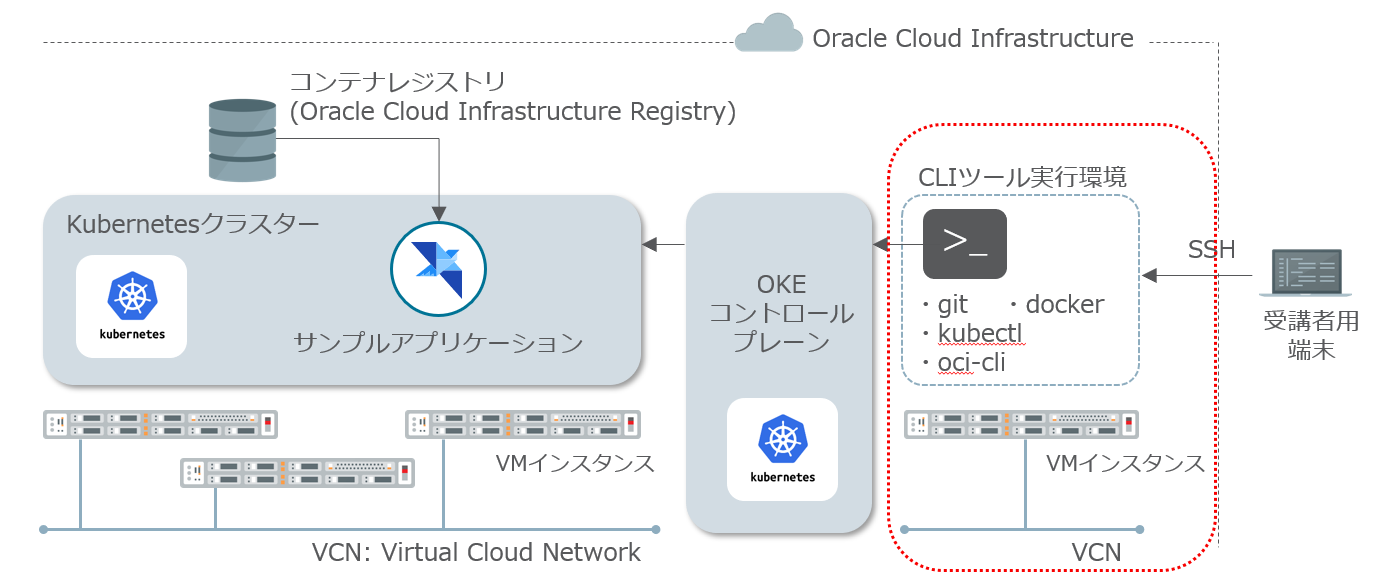 Oracle Cloud Infrastructure
コンテナレジストリ
(Oracle Cloud Infrastructure Registry)
CLIツール実行環境
Kubernetesクラスター
kubernetes
サンプルアプリケーション
OKE
コントロール
プレーン
kubernetes
>_
・git ・docker
・kubectl
・oci-cli
SSH
受講者用
端末
VMインスタンス
VMインスタンス
VCN: Virtual Cloud Network
VCN